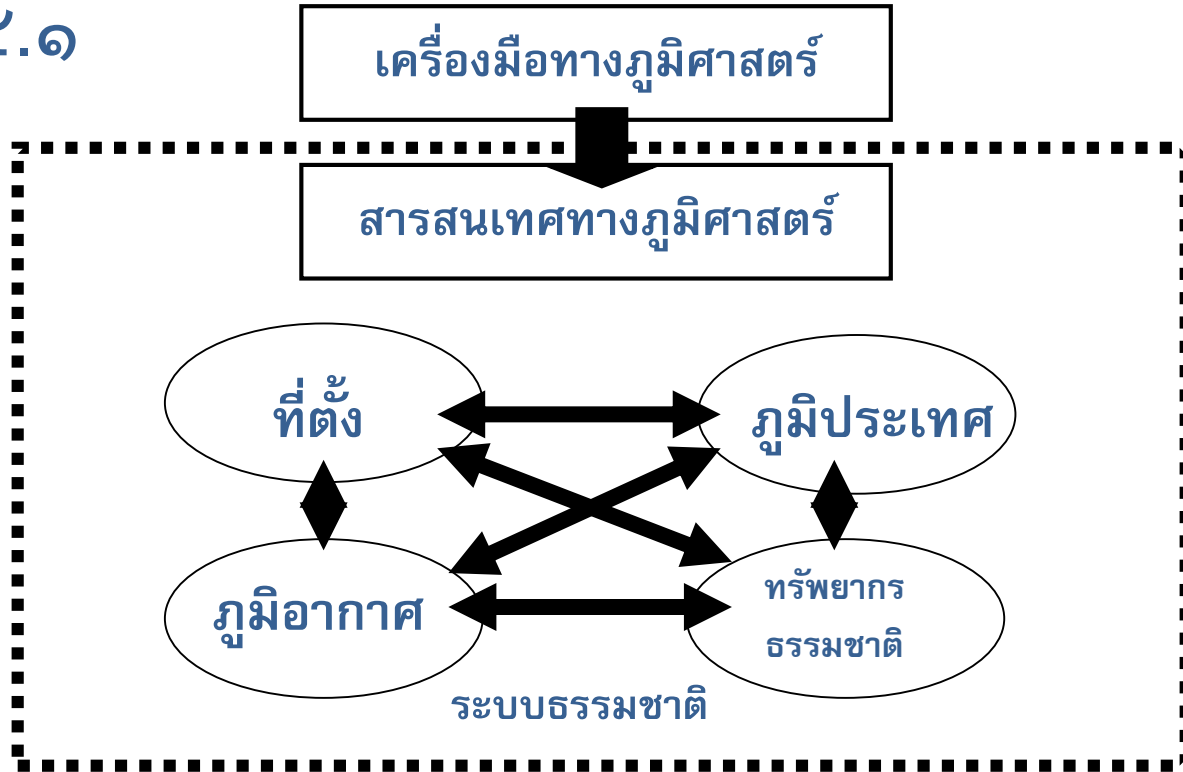 .๑
เครื่องมือทางภูมิศาสตร์
สารสนเทศทางภูมิศาสตร์
ที่ตั้ง
ภูมิประเทศ
ภูมิอากาศ
ทรัพยากร
ธรรมชาติ
ระบบธรรมชาติ